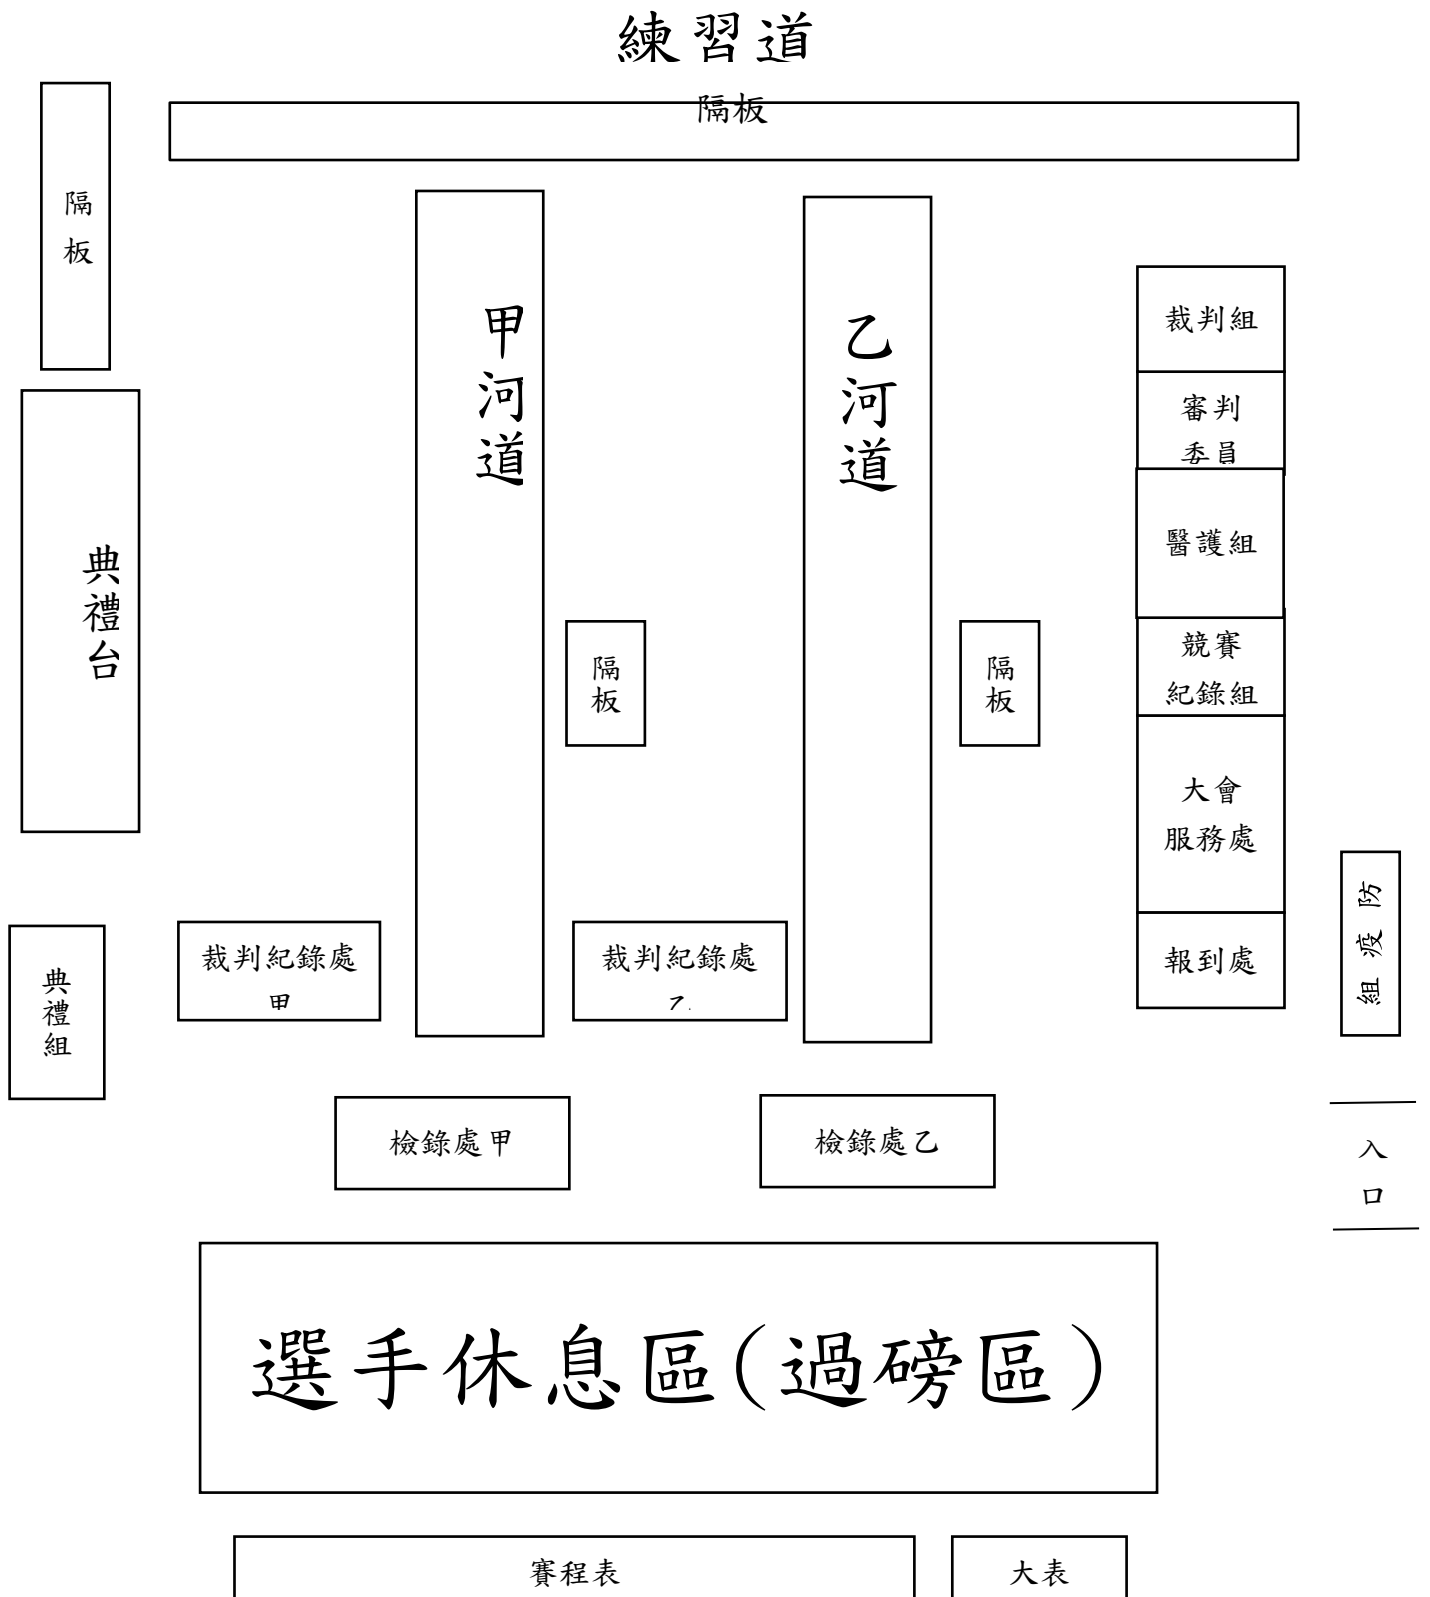 練習道
隔板
隔
板
甲
河
道
乙
河
道
裁判組
審判
委員
醫護組
競賽
紀錄組
大會
服務處
報到處
典
禮
台
隔
板
隔
板
防
疫
組
裁判紀錄處
甲
裁判紀錄處
乙
典
禮
組
檢錄處甲
檢錄處乙
入
口
選手休息區(過磅區)
賽程表
大表